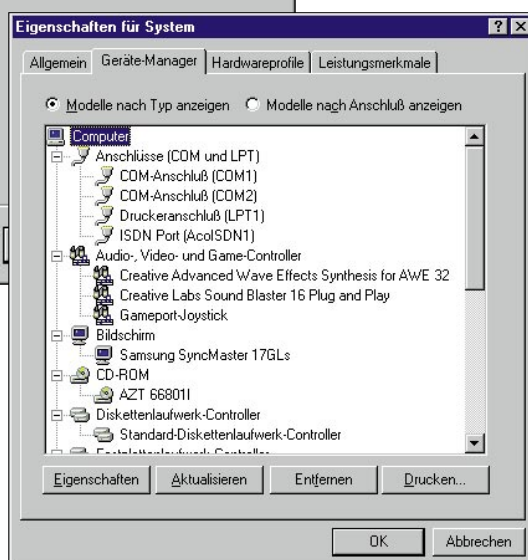 Eigenschaften für System
Allgemein Geräte-Manager Hardwareprofile Leistungsmerkmale
Modelle nach Typ anzeigen Modelle nach Anschluß anzeigen
Computer
Anschlüsse (COM und LPT)
COM-Anschluß (COM1)
COM-Anschluß (COM2)
Druckeranschluß (LPT1)
ISDN Port (AcolSDN1)
Audio-, Video- und Game-Controller
Creative Advanced Wave Effects Synthesis for AWE 32
Creative Labs Sound Blaster 16 Plug and Play
Gameport-Joystick
Bildschirm
Samsung SyncMaster 17GLs
CD-ROM
AZT 66801I
Diskettenlaufwerk-Controller
Standard-Diskettenlaufwerk-Controller
Eigenschaften Aktualisieren Entfernen Drucken...
OK Abbrechen